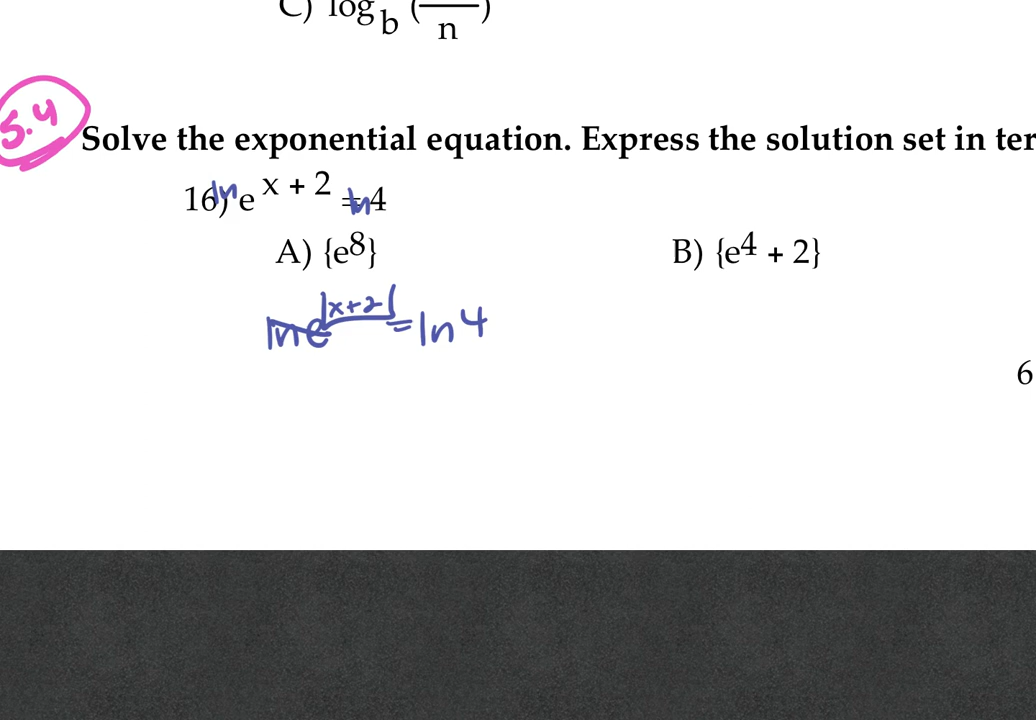 C) log b ( n )
5.4
Solve the exponential equation. Express the solution set in ter
16) ln e x + 2 = ln 4
A) {e8}
B) {e4 + 2}
ln e x+2 = ln 4
6